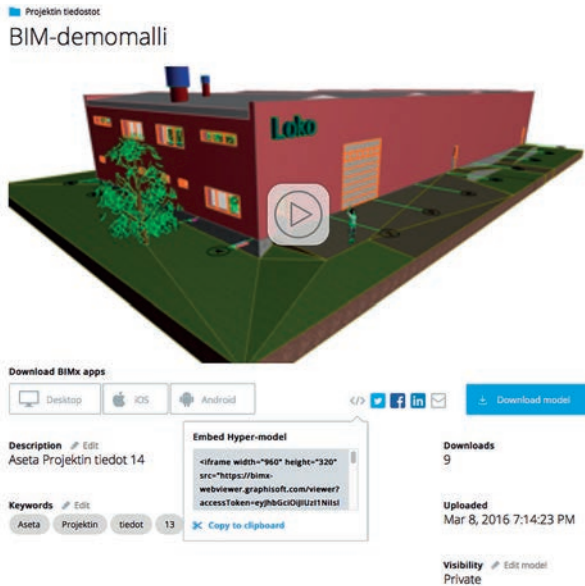 Projektin tiedostot
BIM-demomalli
Loko
Download BIMx apps
Desktop
iOS
Android
</>
Download model
Description Edit
Aseta Projektin tiedot 14
Keywords Edit
Aseta Projektin tiedot 13
Embed Hyper-model
<iframe width="960" height="320"
src="https://bimx-
webviewer.graphisoft.com/viewer?
Copy to clipboard
Downloads
9
Uploaded
Mar 8, 2016 7:14:23 PM
Visibility Edit model
Private